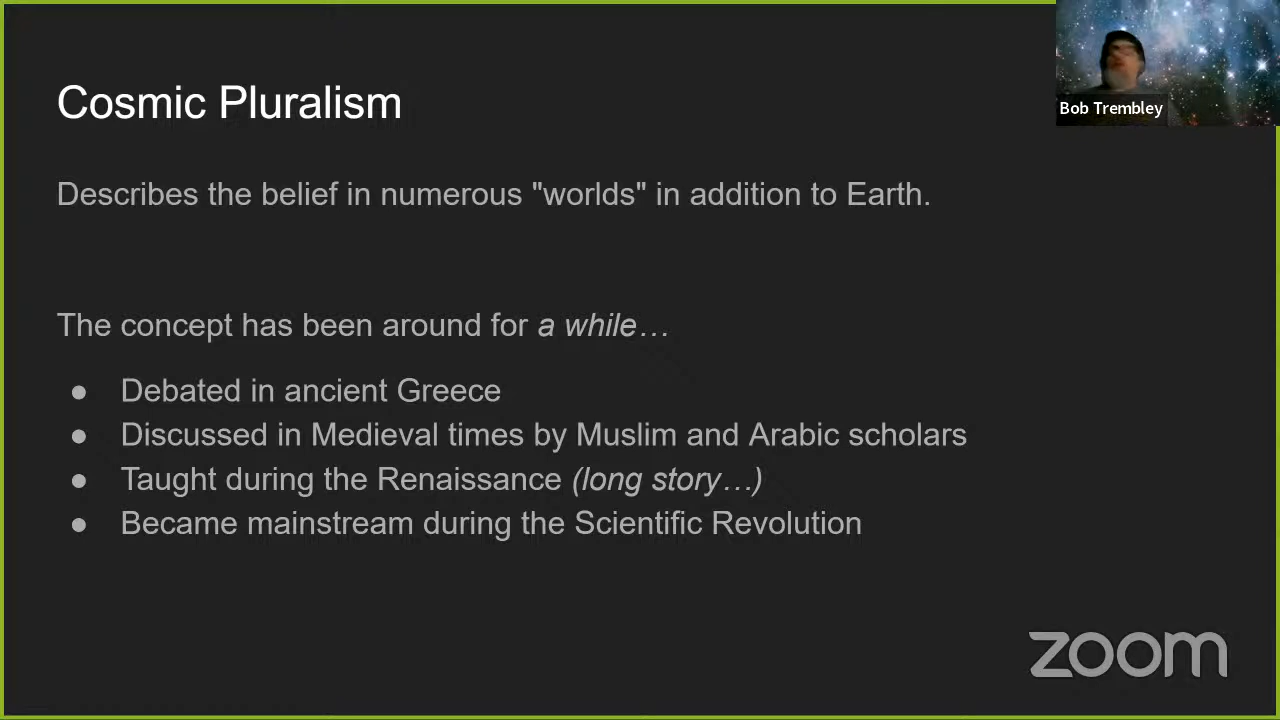 Cosmic Pluralism
Bob Trembley
Describes the belief in numerous "worlds" in addition to Earth.
The concept has been around for a while…
● Debated in ancient Greece
● Discussed in Medieval times by Muslim and Arabic scholars
● Taught during the Renaissance (long story…)
● Became mainstream during the Scientific Revolution
zoom